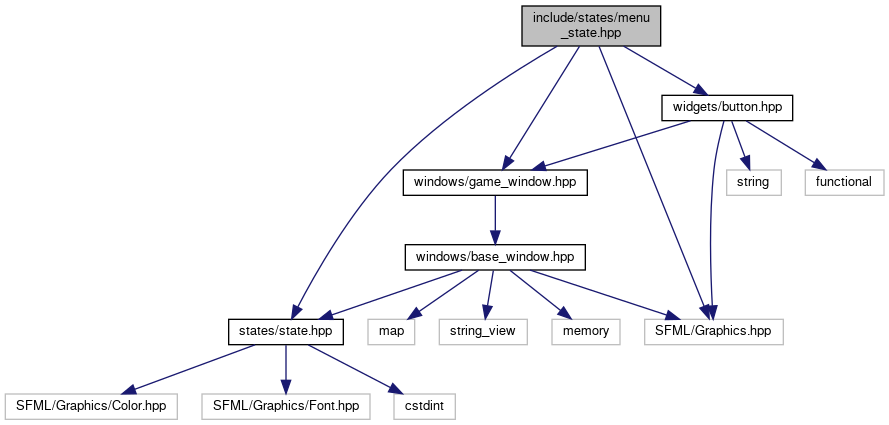 include/states/menu
_state.hpp
widgets/button.hpp
windows/game_window.hpp
string
functional
windows/base_window.hpp
states/state.hpp
map
string_view
memory
SFML/Graphics.hpp
SFML/Graphics/Color.hpp
SFML/Graphics/Font.hpp
cstdint